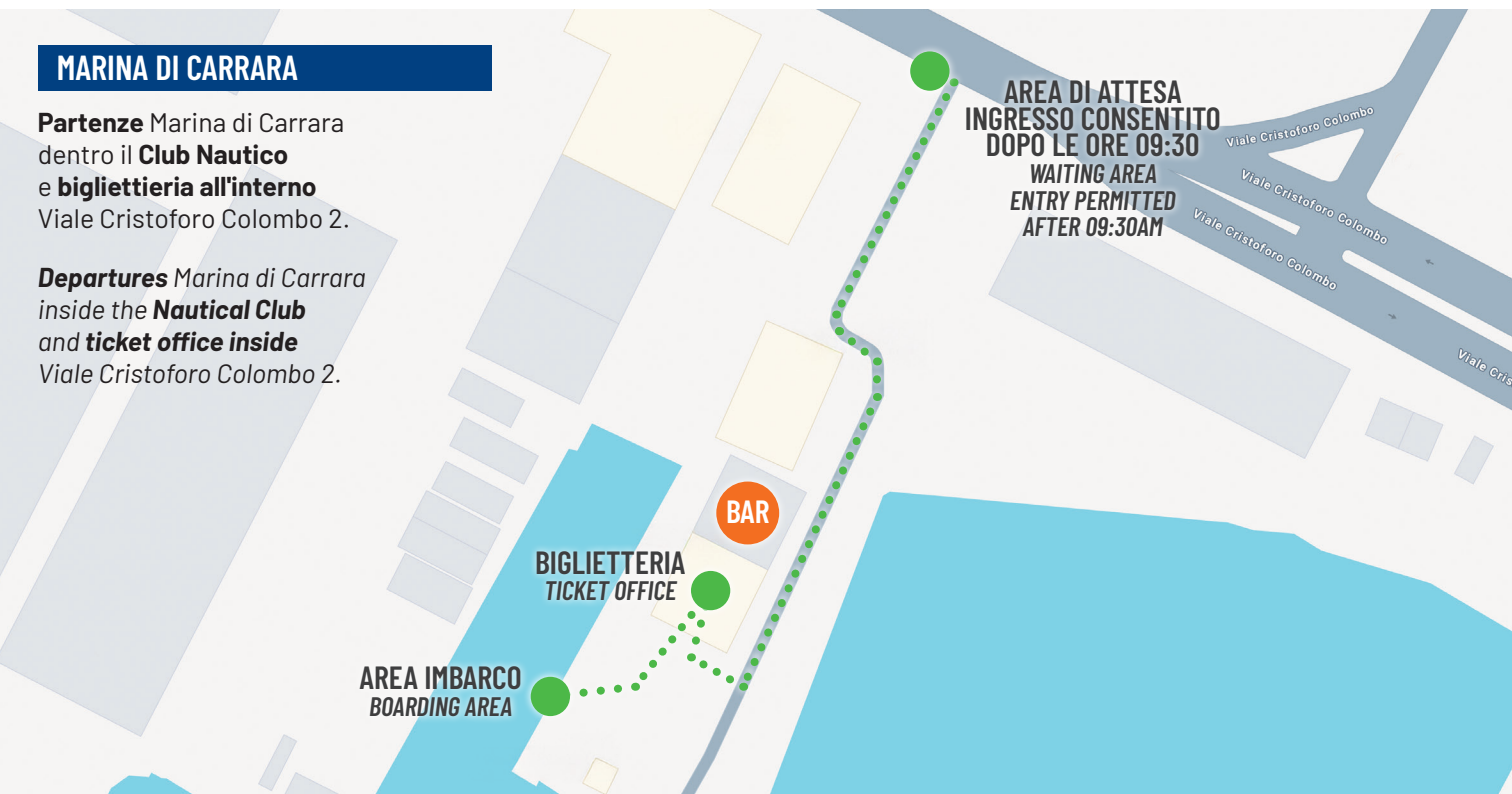 MARINA DI CARRARA
Partenze Marina di Carrara
dentro il Club Nautico
e bigliettieria all'interno
Viale Cristoforo Colombo 2.
Departures Marina di Carrara
inside the Nautical Club
and ticket office inside
Viale Cristoforo Colombo 2.
AREA DI ATTESA
INGRESSO CONSENTITO
DOPO LE ORE 09:30
WAITING AREA
ENTRY PERMITTED
AFTER 09:30AM
Viale Cristoforo Colombo
Viale Cristoforo Colombo
Viale Cristoforo Colombo
Viale Cris
BAR
BIGLIETTERIA
TICKET OFFICE
AREA IMBARCO
BOARDING AREA